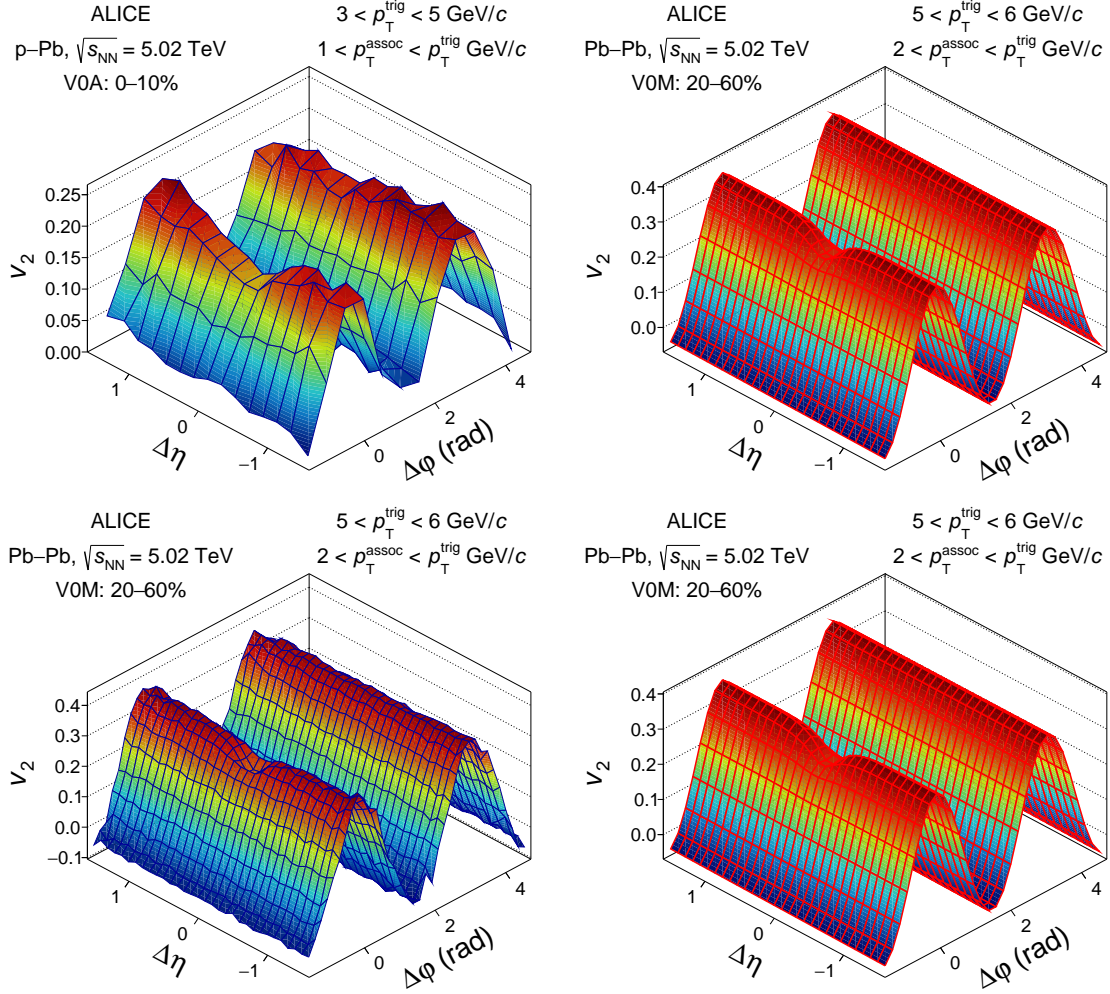 ALICE
3 < p_T^trig < 5 GeV/c
p–Pb, √s_NN = 5.02 TeV
1 < p_T^assoc < p_T^trig GeV/c
V0A: 0–10%
v_2
0.25
0.20
0.15
0.10
0.05
0.00
1
0
−1
Δη
0
2
4
Δφ (rad)
ALICE
5 < p_T^trig < 6 GeV/c
Pb–Pb, √s_NN = 5.02 TeV
2 < p_T^assoc < p_T^trig GeV/c
V0M: 20–60%
v_2
0.4
0.3
0.2
0.1
0.0
1
0
−1
Δη
0
2
4
Δφ (rad)
ALICE
5 < p_T^trig < 6 GeV/c
Pb–Pb, √s_NN = 5.02 TeV
2 < p_T^assoc < p_T^trig GeV/c
V0M: 20–60%
v_2
0.4
0.3
0.2
0.1
0.0
−0.1
1
0
−1
Δη
0
2
4
Δφ (rad)
ALICE
5 < p_T^trig < 6 GeV/c
Pb–Pb, √s_NN = 5.02 TeV
2 < p_T^assoc < p_T^trig GeV/c
V0M: 20–60%
v_2
0.4
0.3
0.2
0.1
0.0
1
0
−1
Δη
0
2
4
Δφ (rad)